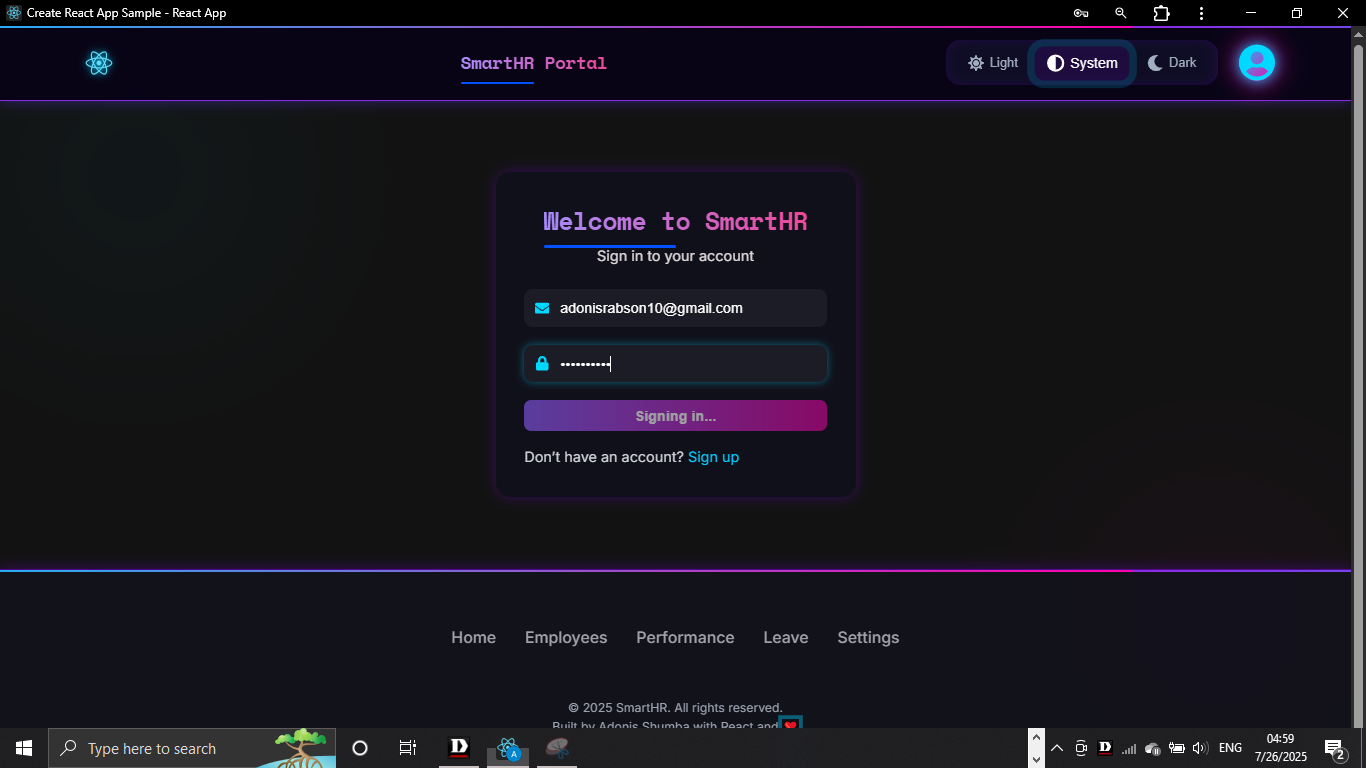 Create React App Sample - React App
SmartHR Portal
Light
System
Dark
Welcome to SmartHR
Sign in to your account
adonisrabson10@gmail.com
••••••••••
Signing in...
Don’t have an account? Sign up
Home Employees Performance Leave Settings
© 2025 SmartHR. All rights reserved.
Built by Adonis Shumba with React and
Type here to search
D
A
D
ENG
04:59
7/26/2025
2